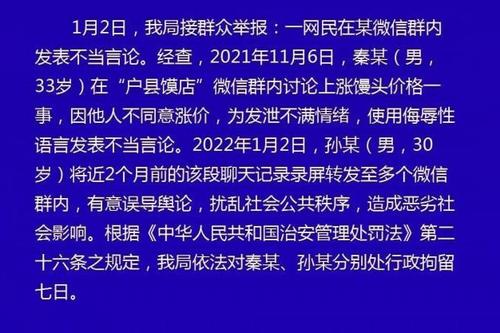 1月2日，我局接群众举报：一网民在某微信群内
发表不当言论。经查，2021年11月6日，秦某（男，
33岁）在“户县馍店”微信群内讨论上涨馒头价格一
事，因他人不同意涨价，为发泄不满情绪，使用侮辱性
语言发表不当言论。2022年1月2日，孙某（男，30
岁）将近2个月前的该段聊天记录录屏转发至多个微信
群内，有意误导舆论，扰乱社会公共秩序，造成恶劣社
会影响。根据《中华人民共和国治安管理处罚法》第二
十六条之规定，我局依法对秦某、孙某分别处行政拘留
七日。